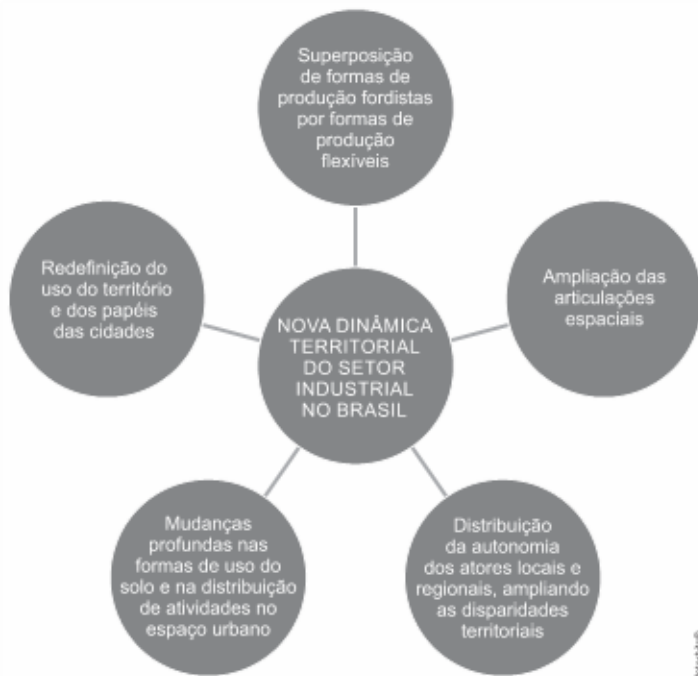 Superposição
de formas de
produção fordistas
por formas de
produção
flexíveis
Redefinição do
uso do território
e dos papéis
das cidades
Ampliação das
articulações
espaciais
NOVA DINÂMICA
TERRITORIAL
DO SETOR
INDUSTRIAL
NO BRASIL
Mudanças
profundas nas
formas de uso do
solo e na distribuição
de atividades no
espaço urbano
Distribuição
da autonomia
dos atores locais e
regionais, ampliando
as disparidades
territoriais